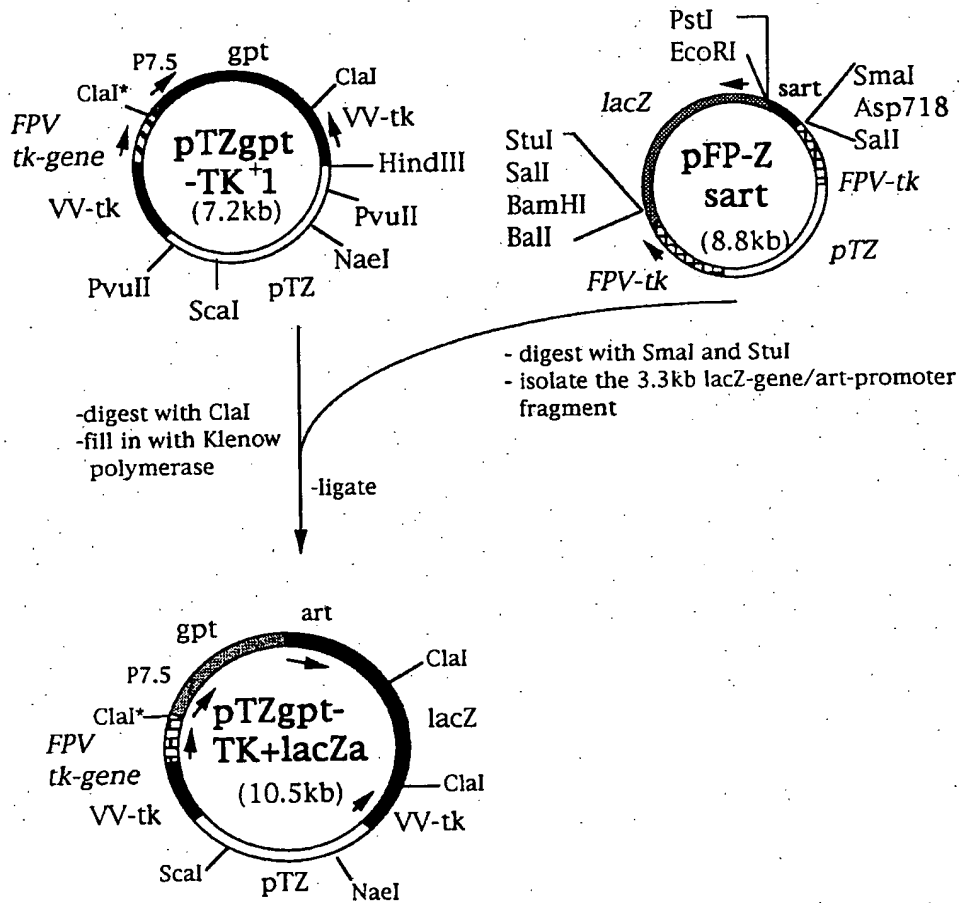 P7.5
gpt
ClaI
ClaI*
FPV
tk-gene
VV-tk
pTZgpt
-TK+1
(7.2kb)
HindIII
VV-tk
PvuII
NaeI
PvuII
ScaI
pTZ
PstI
EcoRI
sart
SmaI
Asp718
SalI
lacZ
StuI
SalI
BamHI
BalI
pFP-Z
sart
(8.8kb)
FPV-tk
pTZ
FPV-tk
- digest with SmaI and StuI
- isolate the 3.3kb lacZ-gene/art-promoter
fragment
-digest with ClaI
-fill in with Klenow
polymerase
-ligate
gpt
art
P7.5
ClaI
ClaI*
pTZgpt-
TK+lacZa
(10.5kb)
lacZ
FPV
tk-gene
ClaI
VV-tk
VV-tk
ScaI
pTZ
NaeI